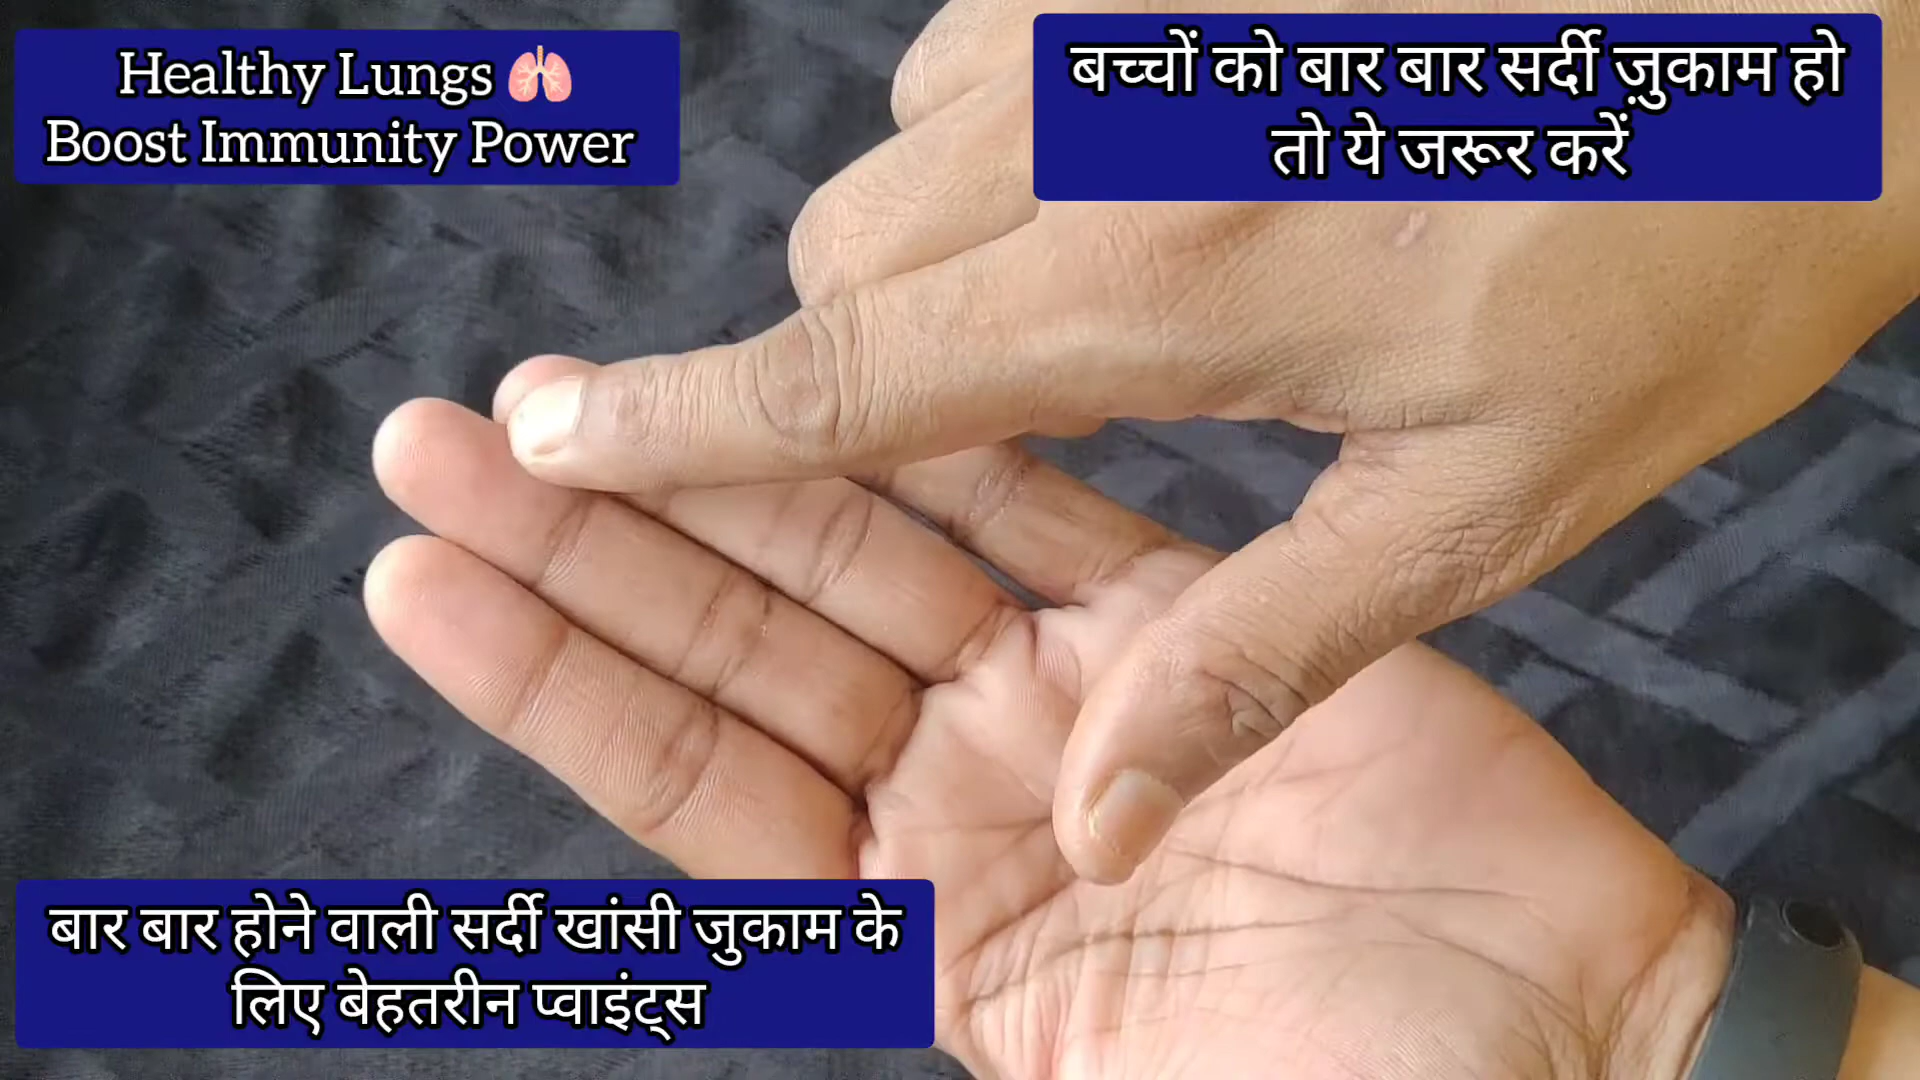 Healthy Lungs 🫁
Boost Immunity Power
बच्चों को बार बार सर्दी ज़ुकाम हो
तो ये जरूर करें
बार बार होने वाली सर्दी खांसी जुकाम के
लिए बेहतरीन प्वाइंट्स